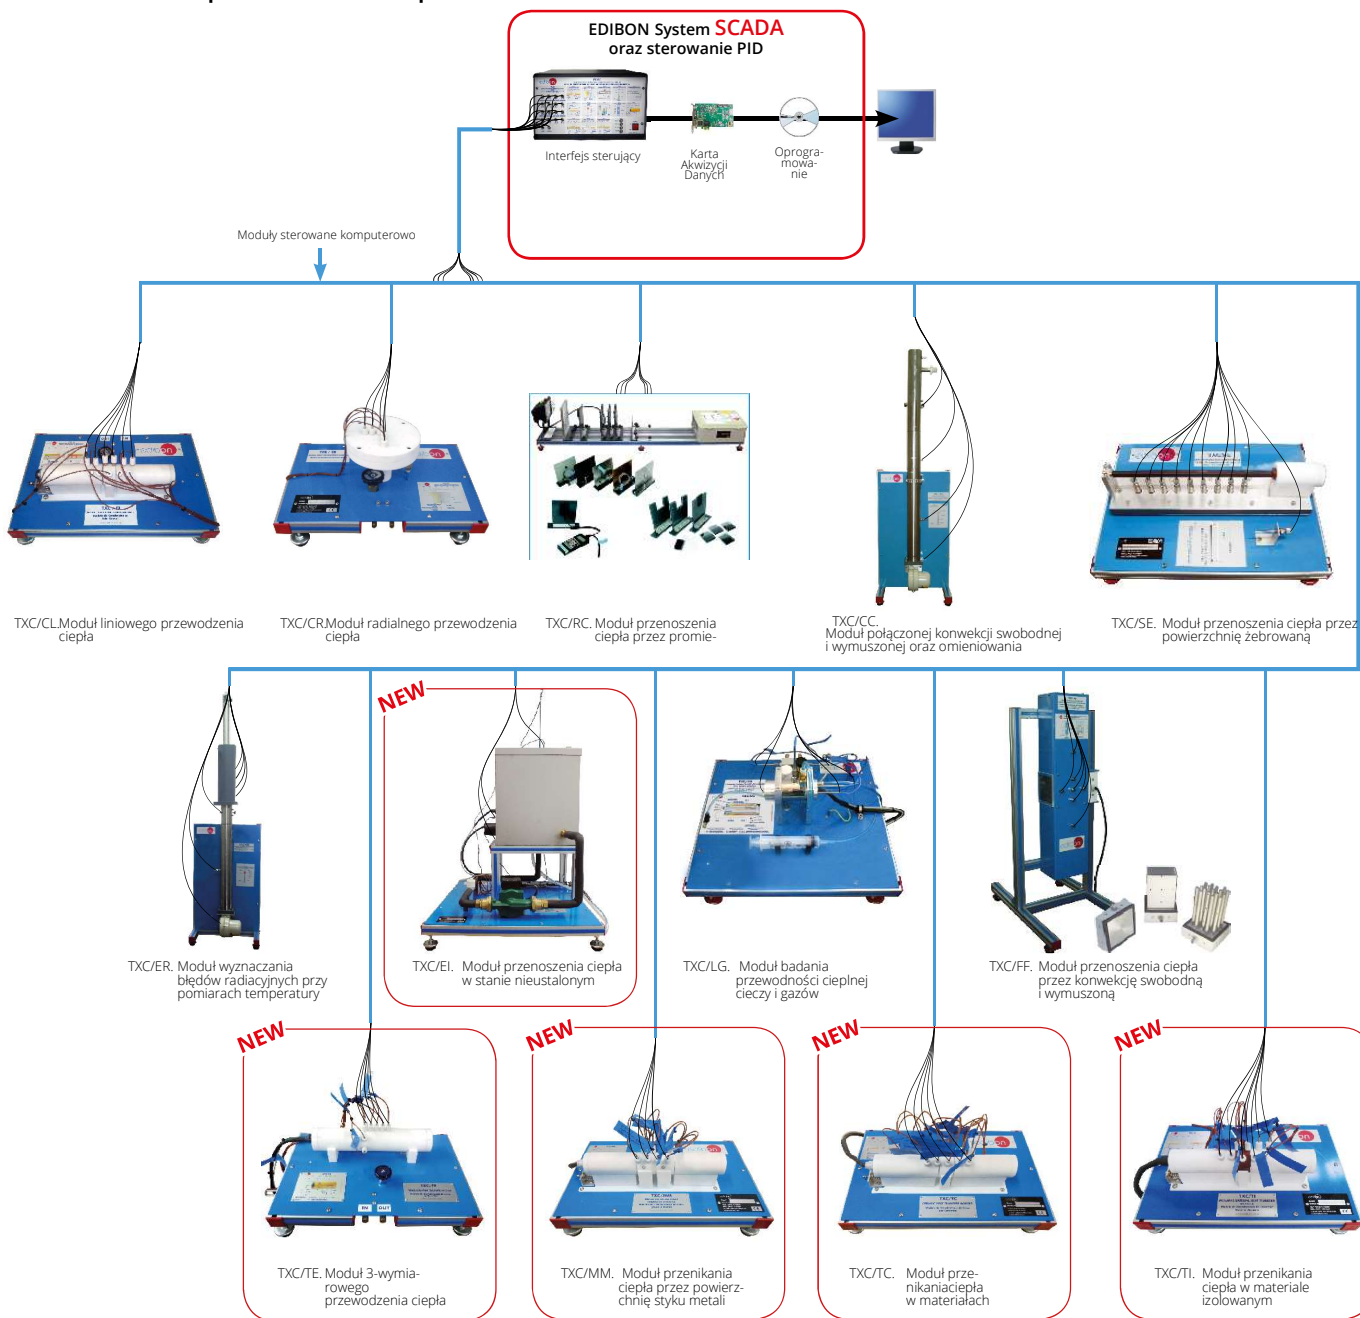 EDIBON System SCADA
oraz sterowanie PID
Interfejs sterujący
Karta
Akwizycji
Danych
Oprogra-
mowa-
nie
Moduły sterowane komputerowo
TXC/CL.Moduł liniowego przewodzenia
ciepła
TXC/CR.Moduł radialnego przewodzenia
ciepła
TXC/RC. Moduł przenoszenia
ciepła przez promie-
TXC/CC.
Moduł połączonej konwekcji swobodnej
i wymuszonej oraz omieniowania
TXC/SE. Moduł przenoszenia ciepła przez
powierzchnię żebrowaną
NEW
TXC/ER. Moduł wyznaczania
błędów radiacyjnych przy
pomiarach temperatury
TXC/EI. Moduł przenoszenia ciepła
w stanie nieustalonym
TXC/LG. Moduł badania
przewodności cieplnej
cieczy i gazów
TXC/FF. Moduł przenoszenia ciepła
przez konwekcję swobodną
i wymuszoną
NEW
NEW
NEW
NEW
IN OUT
TXC/TE. Moduł 3-wymia-
rowego
przewodzenia ciepła
TXC/MM. Moduł przenikania
ciepła przez powierz-
chnię styku metali
TXC/TC. Moduł prze-
nikaniaciepła
w materiałach
TXC/TI. Moduł przenikania
ciepła w materiale
izolowanym